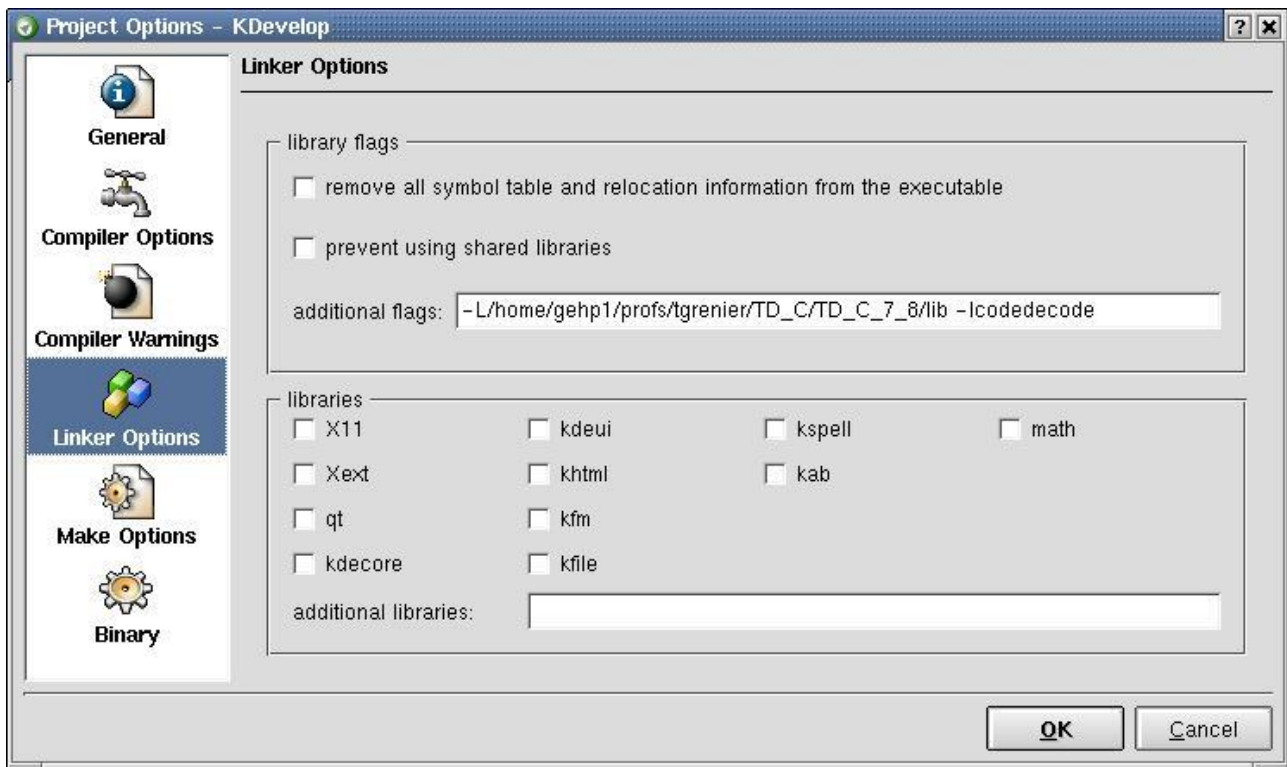 Project Options - KDevelop
General
Compiler Options
Compiler Warnings
Linker Options
Make Options
Binary
Linker Options
library flags
remove all symbol table and relocation information from the executable
prevent using shared libraries
additional flags: -L/home/gehp1/profs/tgrenier/TD_C/TD_C_7_8/lib -lcodedecode
libraries
X11 kdeui kspell math
Xext khtml kab
qt kfm
kdecore kfile
additional libraries:
OK Cancel